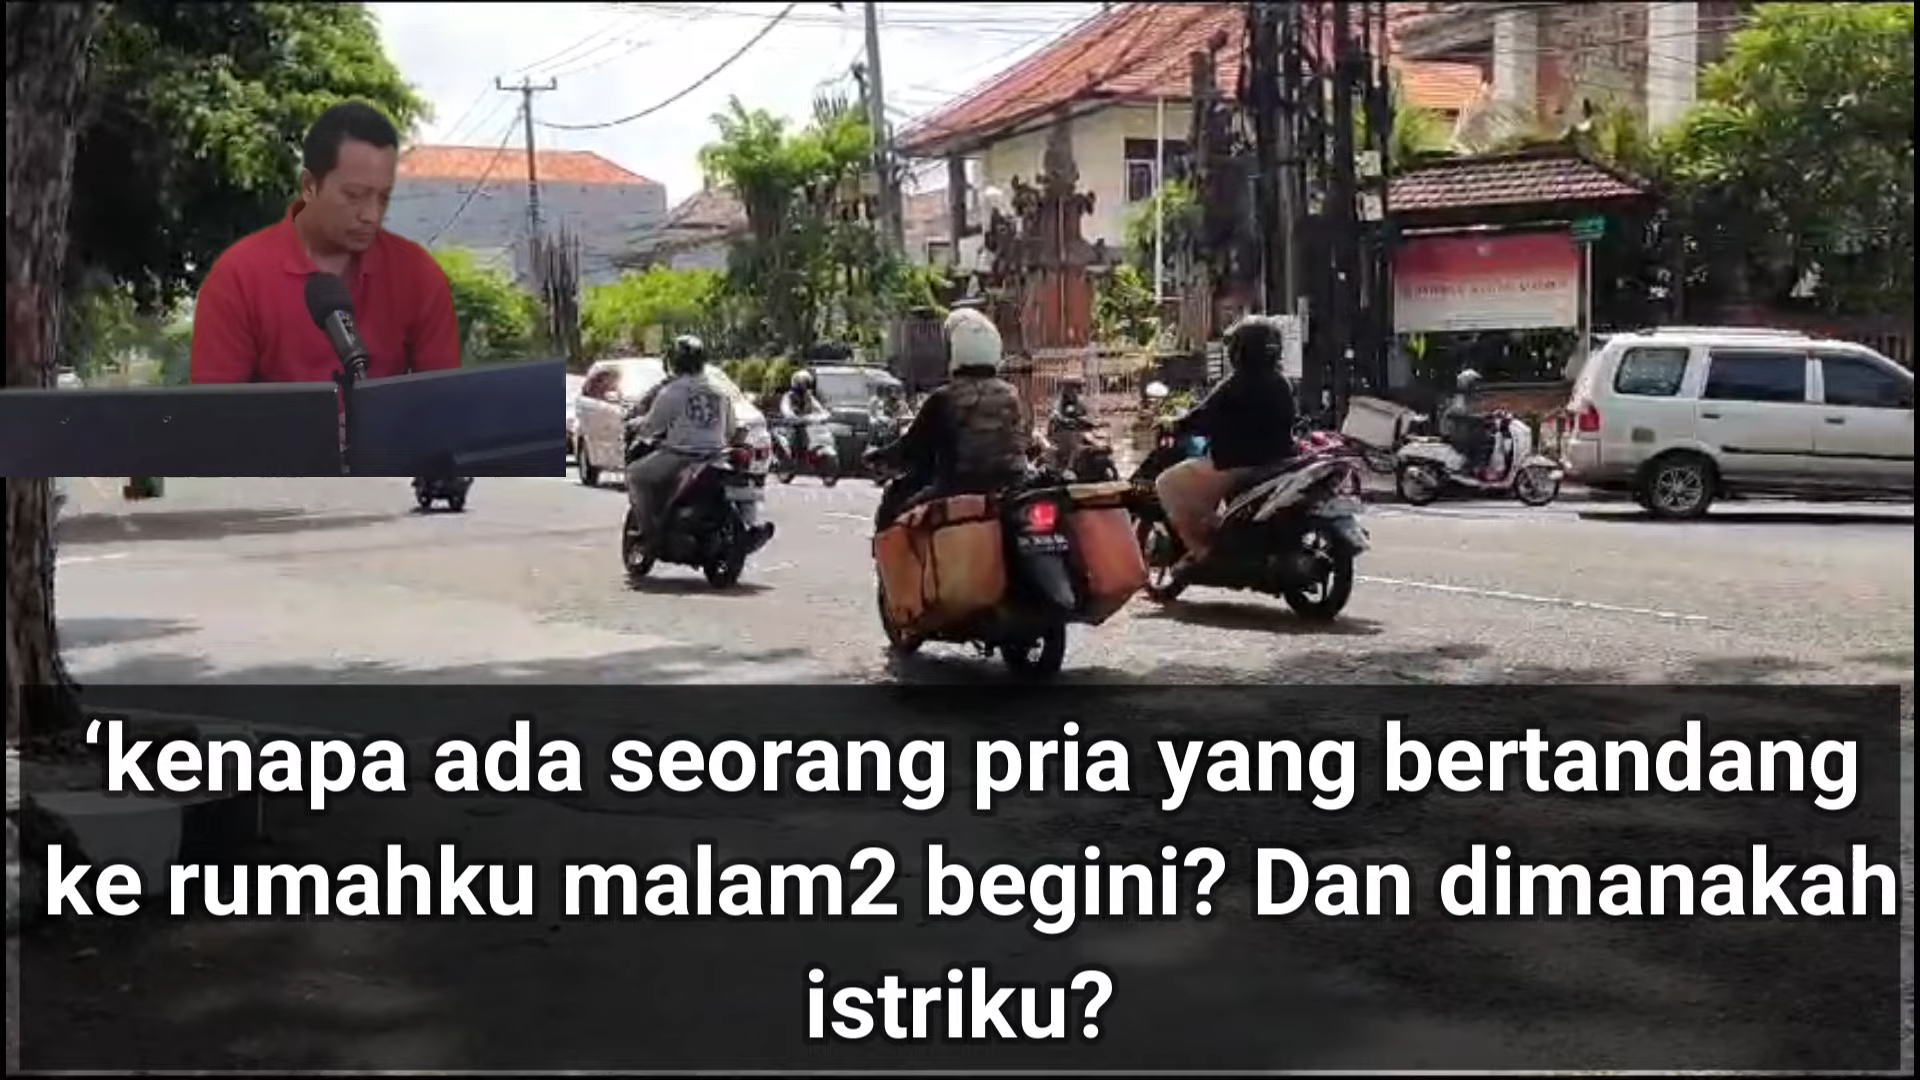 ‘kenapa ada seorang pria yang bertandang
ke rumahku malam2 begini? Dan dimanakah
istriku?